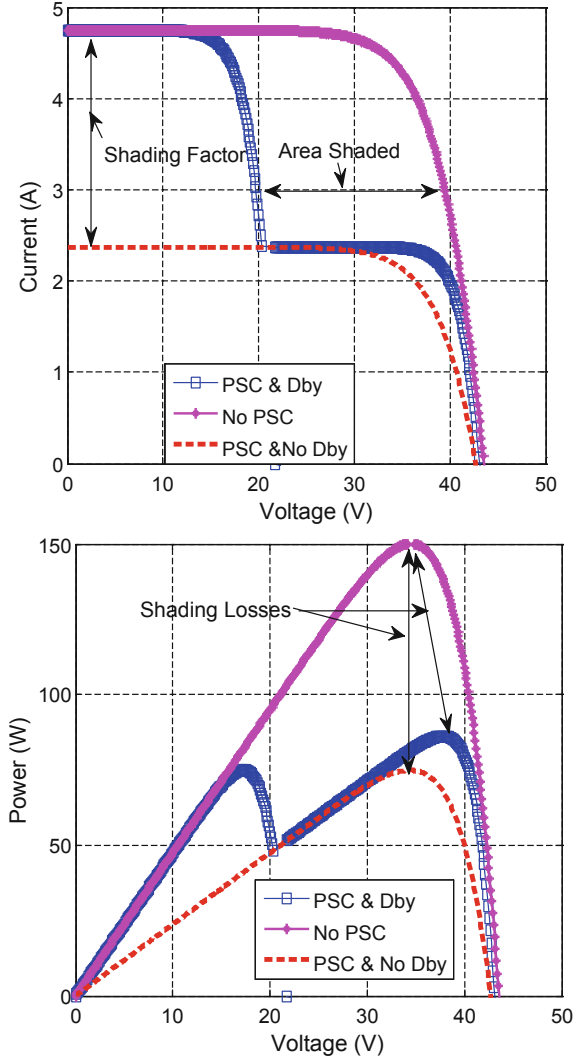 5
4
3
2
1
0
Current (A)
Shading Factor
Area Shaded
PSC & Dby
No PSC
PSC &No Dby
0
10
20
30
40
50
Voltage (V)
150
100
50
0
Power (W)
Shading Losses
PSC & Dby
No PSC
PSC & No Dby
0
10
20
30
40
50
Voltage (V)